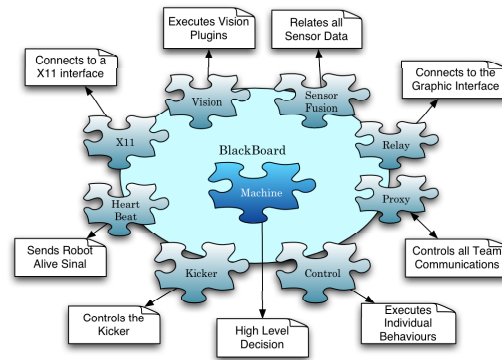 Executes Vision
Plugins
Relates all
Sensor Data
Connects to a
X11 interface
Connects to the
Graphic Interface
Vision
Sensor
Fusion
X11
BlackBoard
Relay
Machine
Heart
Beat
Proxy
Sends Robot
Alive Sinal
Kicker
Control
Controls all Team
Communications
Controls the
Kicker
High Level
Decision
Executes
Individual
Behaviours